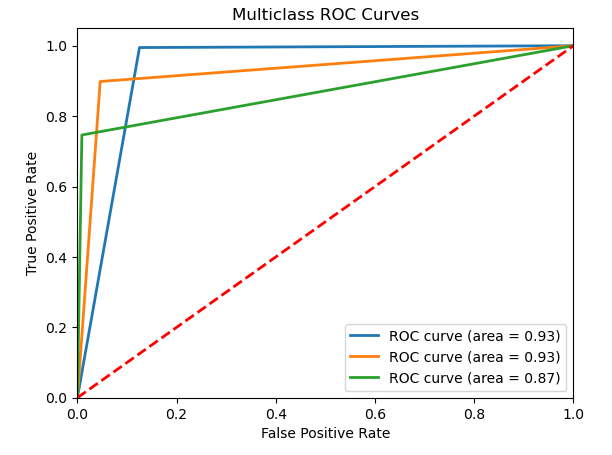 Multiclass ROC Curves
1.0
0.8
0.6
0.4
0.2
0.0
True Positive Rate
ROC curve (area = 0.93)
ROC curve (area = 0.93)
ROC curve (area = 0.87)
0.0 0.2 0.4 0.6 0.8 1.0
False Positive Rate